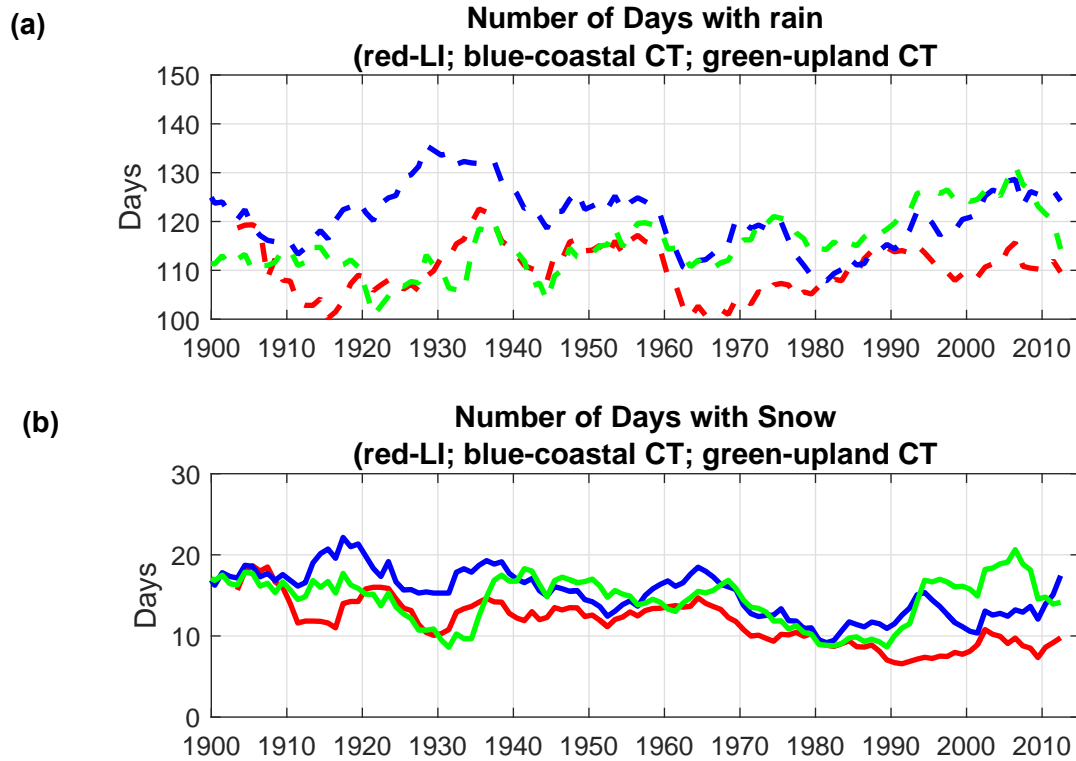 (a)
Number of Days with rain
(red-LI; blue-coastal CT; green-upland CT
150
140
130
120
110
100
Days
1900 1910 1920 1930 1940 1950 1960 1970 1980 1990 2000 2010
(b)
Number of Days with Snow
(red-LI; blue-coastal CT; green-upland CT
30
20
10
0
Days
1900 1910 1920 1930 1940 1950 1960 1970 1980 1990 2000 2010